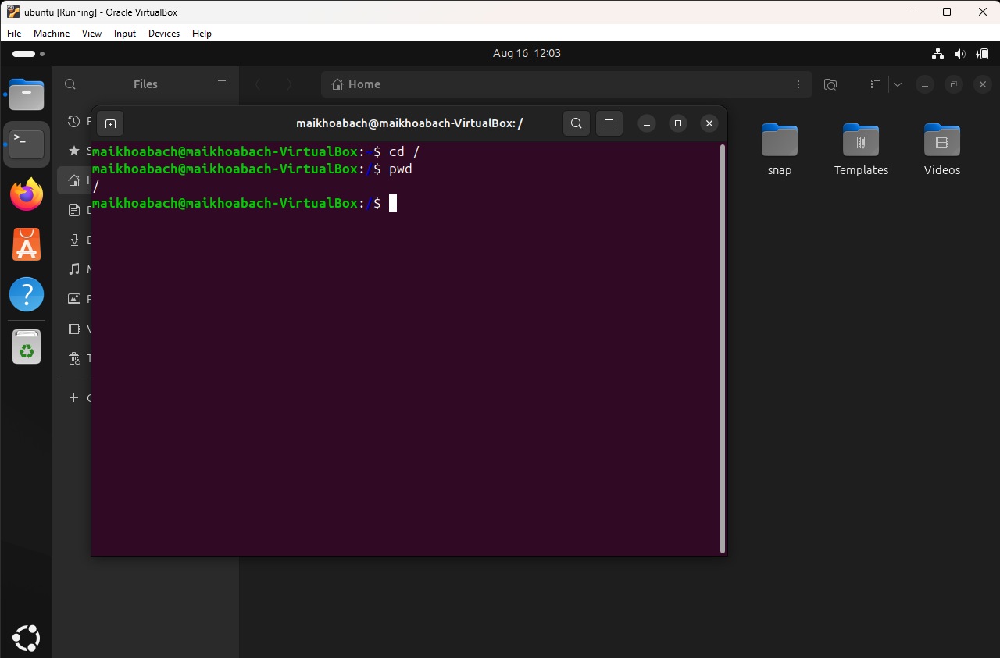 ubuntu [Running] - Oracle VirtualBox
File Machine View Input Devices Help
Aug 16 12:03
Files
Home
maikhoabach@maikhoabach-VirtualBox: /
maikhoabach@maikhoabach-VirtualBox:~$ cd /
maikhoabach@maikhoabach-VirtualBox:/$ pwd
/
maikhoabach@maikhoabach-VirtualBox:/$
snap Templates Videos